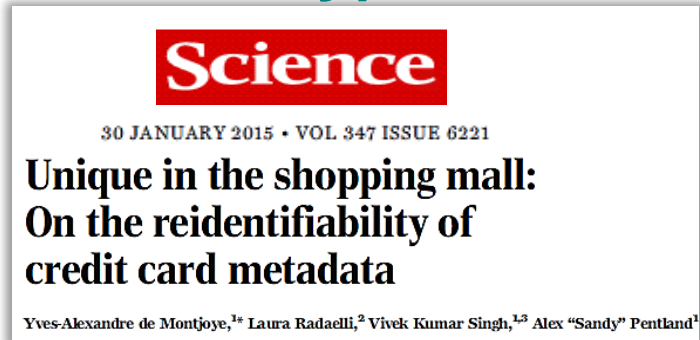 Science
30 JANUARY 2015 • VOL 347 ISSUE 6221
Unique in the shopping mall:
On the reidentifiability of
credit card metadata
Yves-Alexandre de Montjoye,¹* Laura Radaelli,² Vivek Kumar Singh,¹,³ Alex “Sandy” Pentland¹